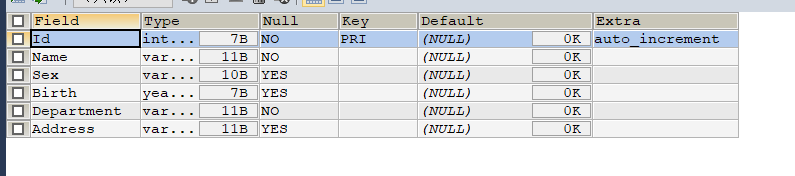 Field Type Null Key Default Extra
Id int... 7B NO PRI (NULL) 0K auto_increment
Name var... 11B NO (NULL) 0K
Sex var... 10B YES (NULL) 0K
Birth yea... 7B YES (NULL) 0K
Department var... 11B NO (NULL) 0K
Address var... 11B YES (NULL) 0K